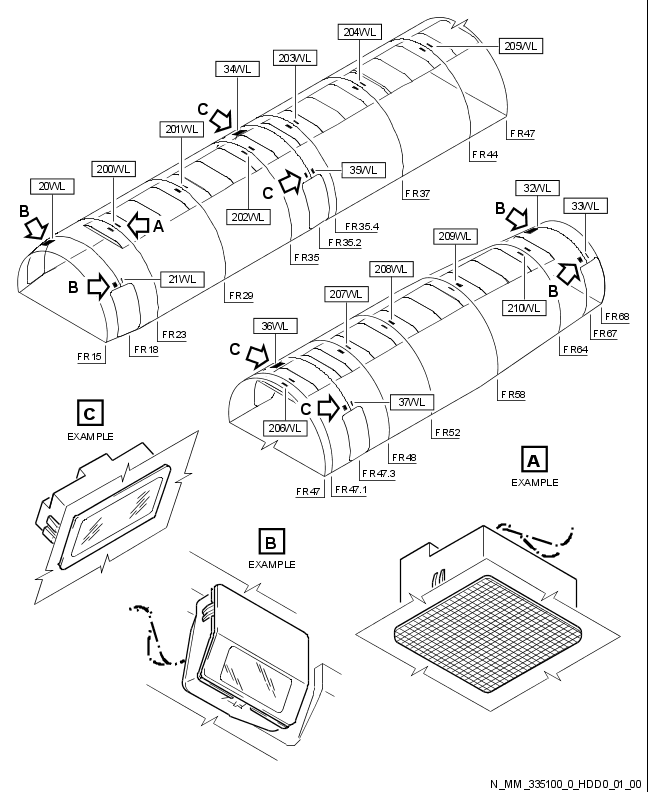 204WL
203WL
205WL
34WL
C
201WL
FR47
200WL
FR44
35WL
20WL
C
FR37
32WL
B
A
202WL
B
33WL
FR35.4
209WL
FR35.2
FR35
208WL
21WL
B
B
FR29
207WL
210WL
FR68
36WL
FR23
FR67
FR18
FR64
FR15
C
FR58
37WL
C
206WL
FR52
C
EXAMPLE
FR48
A
EXAMPLE
FR47.3
FR47
FR47.1
B
EXAMPLE
N_MM_335100_0_HDD0_01_00